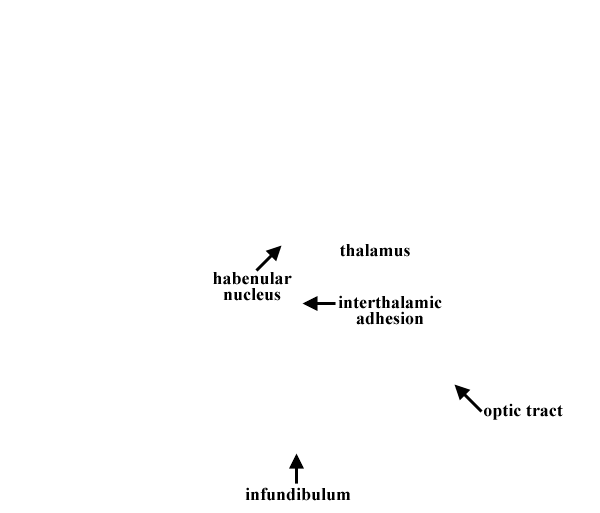 thalamus
habenular
nucleus
interthalamic
adhesion
optic tract
infundibulum